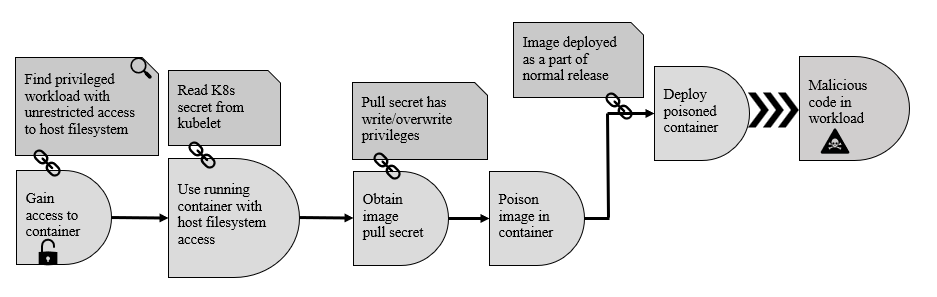 Find privileged
workload with
unrestricted access
to host filesystem
Gain
access to
container
Read K8s
secret from
kubelet
Use running
container with
host filesystem
access
Pull secret has
write/overwrite
privileges
Obtain
image
pull secret
Poison
image in
container
Image deployed
as a part of
normal release
Deploy
poisoned
container
Malicious
code in
workload